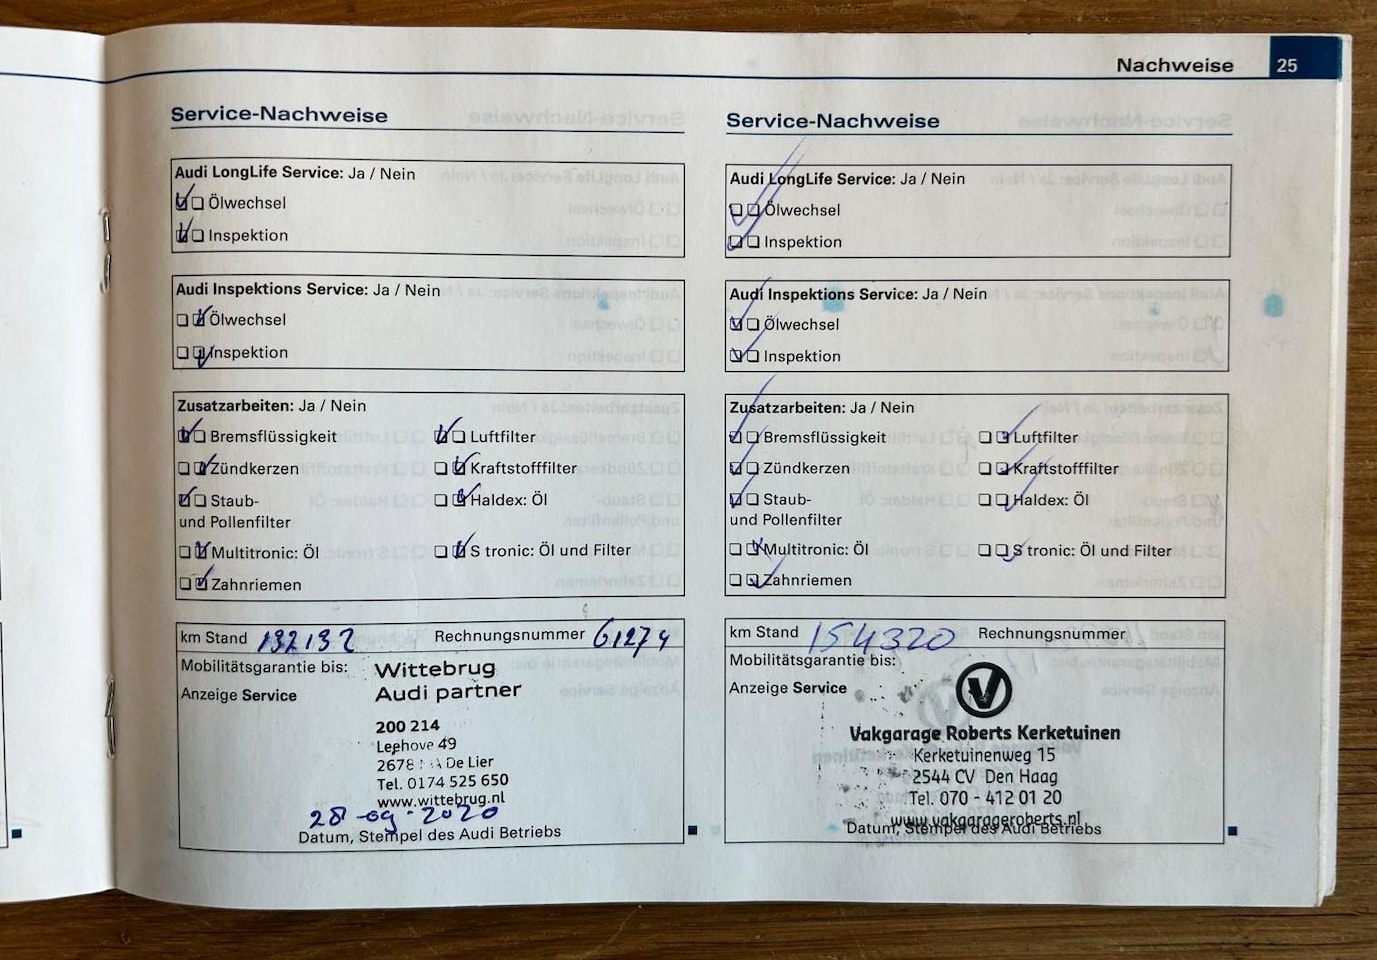 Nachweise 25
Service-Nachweise
Audi LongLife Service: Ja / Nein
Ölwechsel
Inspektion
Audi Inspektions Service: Ja / Nein
Ölwechsel
Inspektion
Zusatzarbeiten: Ja / Nein
Bremsflüssigkeit Luftfilter
Zündkerzen Kraftstofffilter
Staub- Haldex: Öl
und Pollenfilter
Multitronic: Öl S tronic: Öl und Filter
Zahnriemen
km Stand 132132 Rechnungsnummer 61274
Mobilitätsgarantie bis:
Anzeige Service
Wittebrug
Audi partner
200 214
Leehove 49
2678 De Lier
Tel. 0174 525 650
www.wittebrug.nl
28-09-2020
Datum, Stempel des Audi Betriebs
Service-Nachweise
Audi LongLife Service: Ja / Nein
Ölwechsel
Inspektion
Audi Inspektions Service: Ja / Nein
Ölwechsel
Inspektion
Zusatzarbeiten: Ja / Nein
Bremsflüssigkeit Luftfilter
Zündkerzen Kraftstofffilter
Staub- Haldex: Öl
und Pollenfilter
Multitronic: Öl S tronic: Öl und Filter
Zahnriemen
km Stand 154320 Rechnungsnummer
Mobilitätsgarantie bis:
Anzeige Service
V
Vakgarage Roberts Kerketuinen
Kerketuinenweg 15
2544 CV Den Haag
Tel. 070 - 412 01 20
www.vakgarageroberts.nl
Datum, Stempel des Audi Betriebs